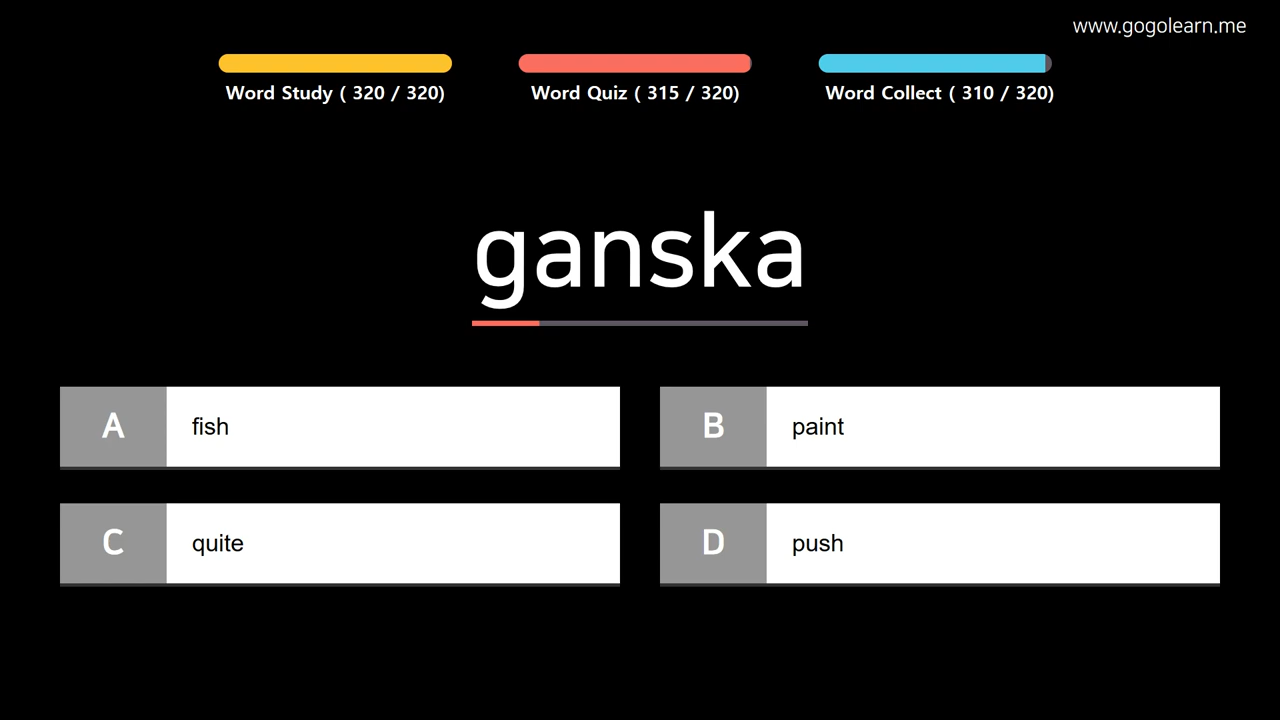 www.gogolearn.me
Word Study ( 320 / 320)
Word Quiz ( 315 / 320)
Word Collect ( 310 / 320)
ganska
A fish
B paint
C quite
D push